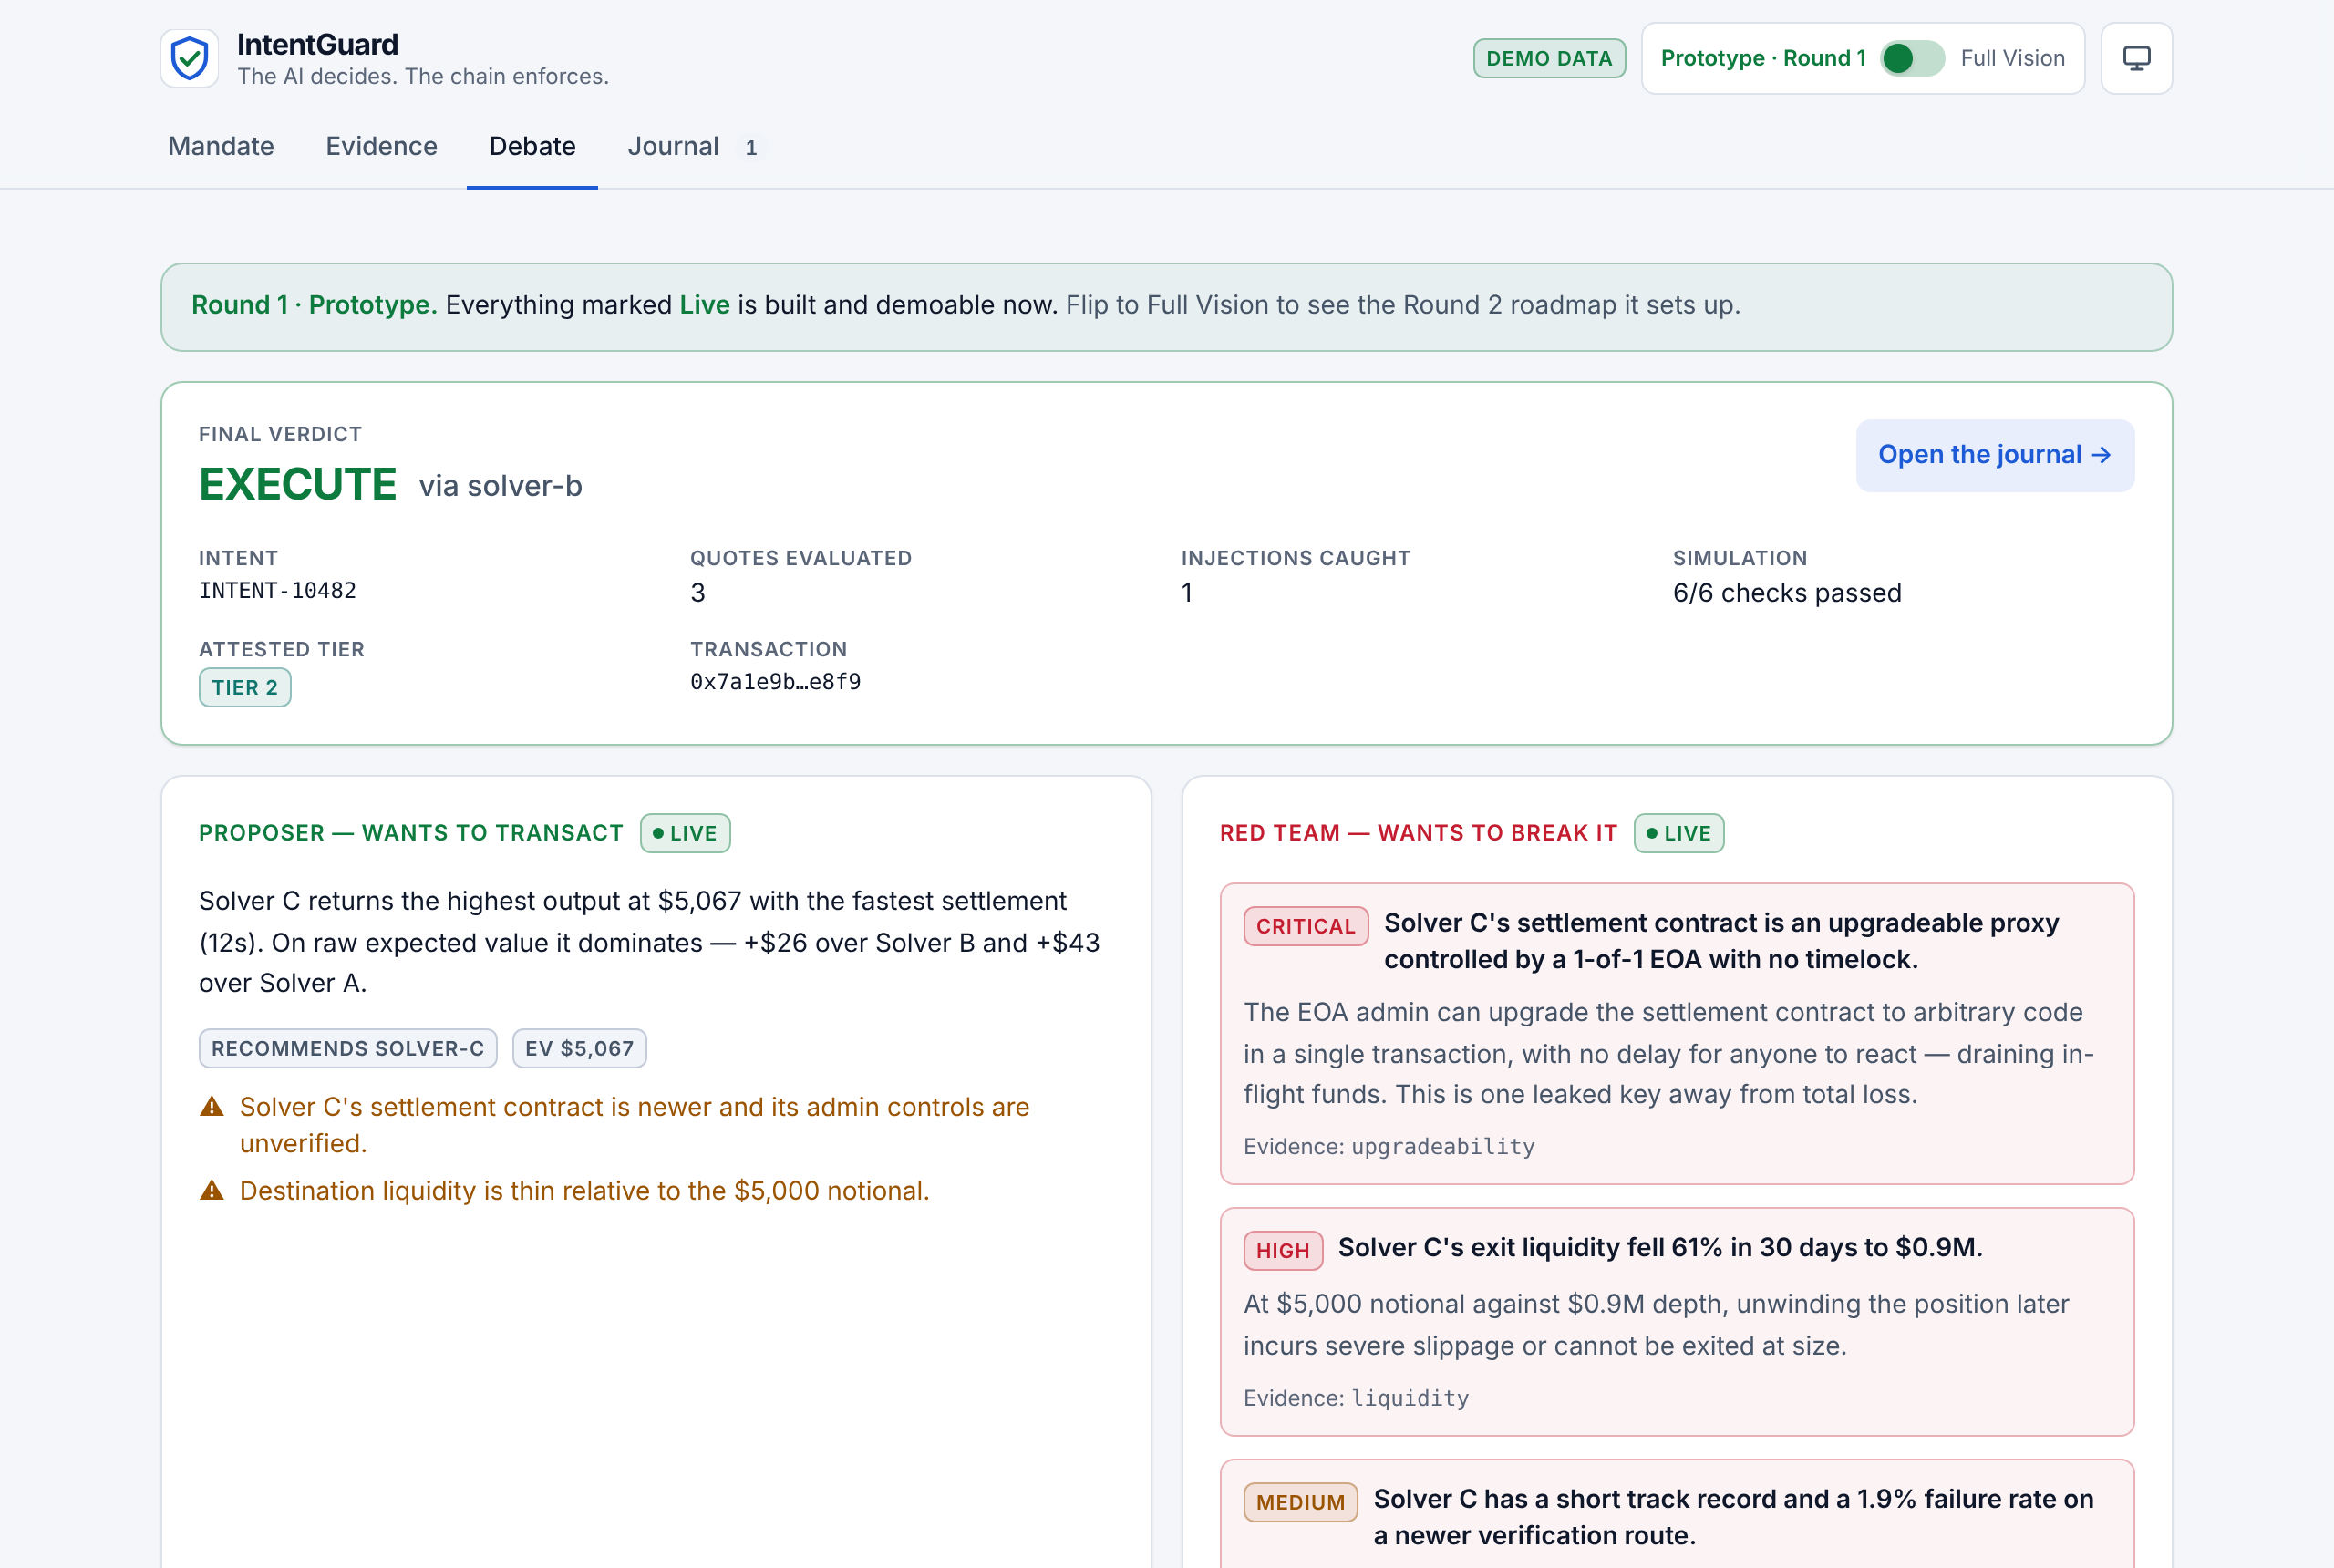 IntentGuard
The AI decides. The chain enforces.
DEMO DATA
Prototype · Round 1
Full Vision
Mandate
Evidence
Debate
Journal 1
Round 1 · Prototype. Everything marked Live is built and demoable now. Flip to Full Vision to see the Round 2 roadmap it sets up.
FINAL VERDICT
EXECUTE via solver-b
Open the journal →
INTENT
INTENT-10482
QUOTES EVALUATED
3
INJECTIONS CAUGHT
1
SIMULATION
6/6 checks passed
ATTESTED TIER
TIER 2
TRANSACTION
0x7a1e9b…e8f9
PROPOSER — WANTS TO TRANSACT
LIVE
Solver C returns the highest output at $5,067 with the fastest settlement
(12s). On raw expected value it dominates — +$26 over Solver B and +$43
over Solver A.
RECOMMENDS SOLVER-C
EV $5,067
Solver C's settlement contract is newer and its admin controls are
unverified.
Destination liquidity is thin relative to the $5,000 notional.
RED TEAM — WANTS TO BREAK IT
LIVE
CRITICAL
Solver C's settlement contract is an upgradeable proxy
controlled by a 1-of-1 EOA with no timelock.
The EOA admin can upgrade the settlement contract to arbitrary code
in a single transaction, with no delay for anyone to react — draining in-
flight funds. This is one leaked key away from total loss.
Evidence: upgradeability
HIGH
Solver C's exit liquidity fell 61% in 30 days to $0.9M.
At $5,000 notional against $0.9M depth, unwinding the position later
incurs severe slippage or cannot be exited at size.
Evidence: liquidity
MEDIUM
Solver C has a short track record and a 1.9% failure rate on
a newer verification route.